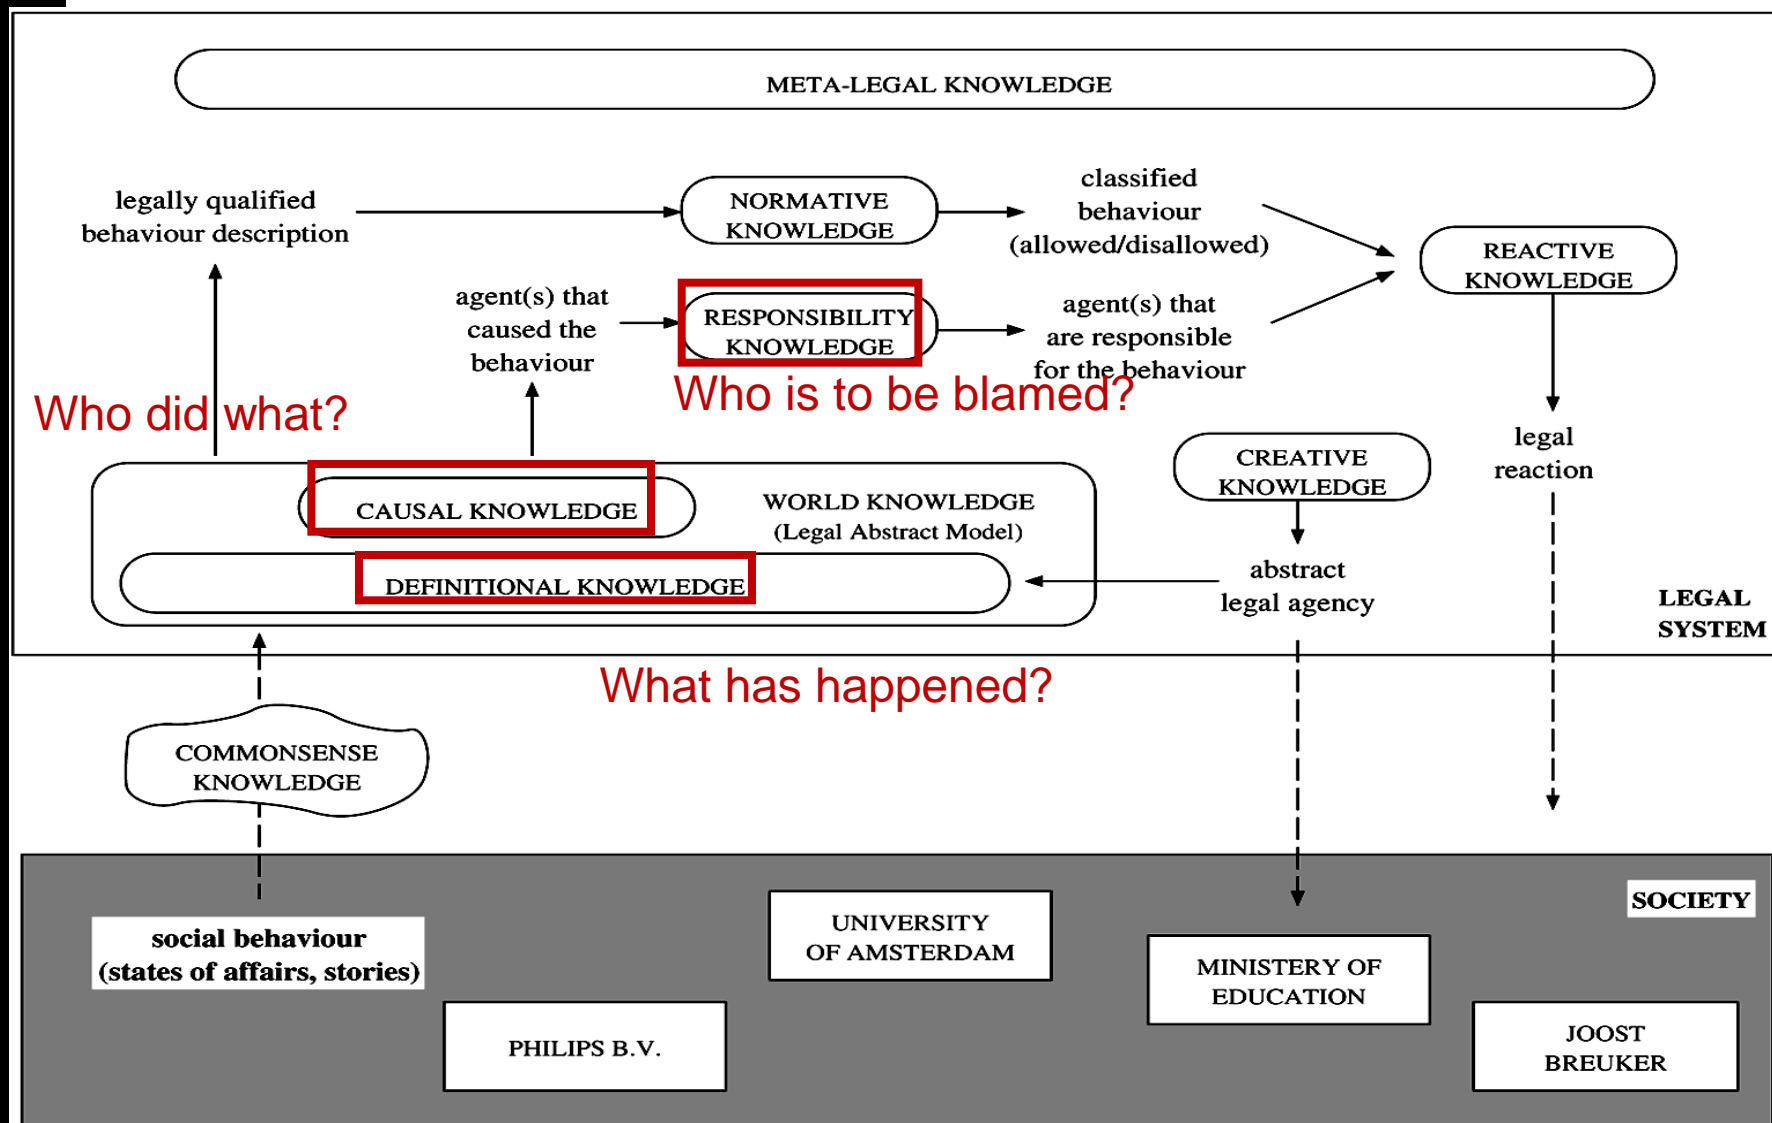 META-LEGAL KNOWLEDGE
legally qualified
behaviour description
NORMATIVE
KNOWLEDGE
classified
behaviour
(allowed/disallowed)
REACTIVE
KNOWLEDGE
agent(s) that
caused the
behaviour
RESPONSIBILITY
KNOWLEDGE
agent(s) that
are responsible
for the behaviour
Who did what?
Who is to be blamed?
legal
reaction
CREATIVE
KNOWLEDGE
CAUSAL KNOWLEDGE
WORLD KNOWLEDGE
(Legal Abstract Model)
DEFINITIONAL KNOWLEDGE
abstract
legal agency
LEGAL
SYSTEM
What has happened?
COMMONSENSE
KNOWLEDGE
SOCIETY
social behaviour
(states of affairs, stories)
UNIVERSITY
OF AMSTERDAM
MINISTERY OF
EDUCATION
PHILIPS B.V.
JOOST
BREUKER